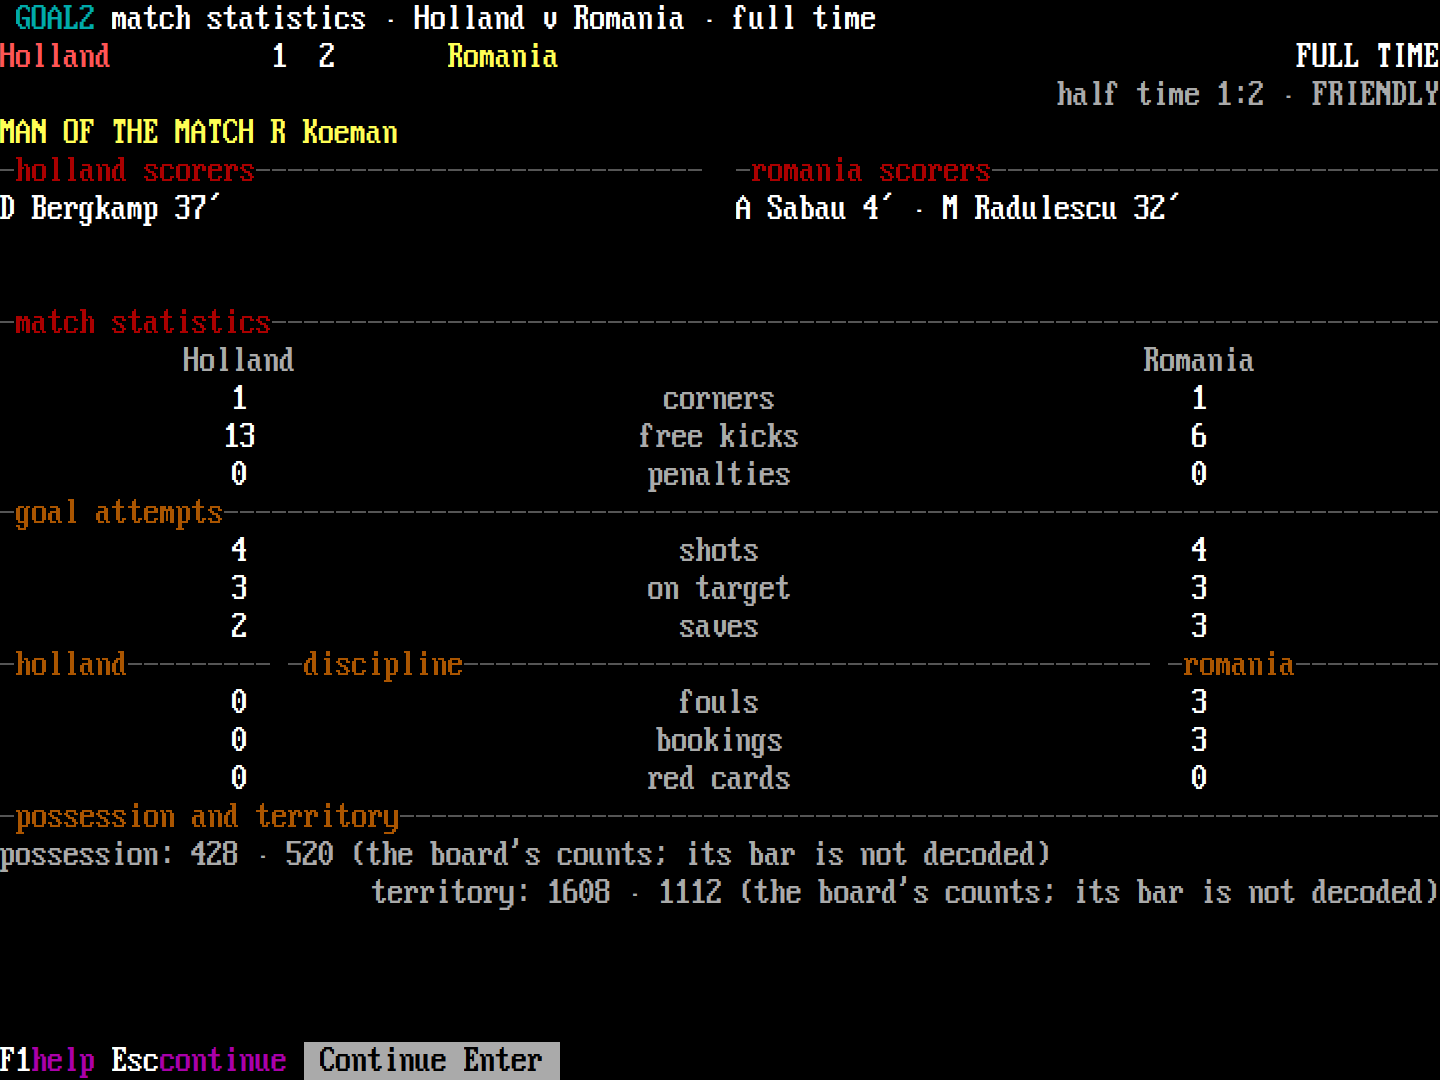 GOAL2 match statistics · Holland v Romania · full time
Holland 1 2 Romania FULL TIME
half time 1:2 · FRIENDLY
MAN OF THE MATCH R Koeman
holland scorers romania scorers
D Bergkamp 37´ A Sabau 4´ · M Radulescu 32´
match statistics
Holland Romania
1 corners 1
13 free kicks 6
0 penalties 0
goal attempts
4 shots 4
3 on target 3
2 saves 3
holland discipline romania
0 fouls 3
0 bookings 3
0 red cards 0
possession and territory
possession: 428 · 520 (the board's counts; its bar is not decoded)
territory: 1608 · 1112 (the board's counts; its bar is not decoded)
F1help Esccontinue Continue Enter